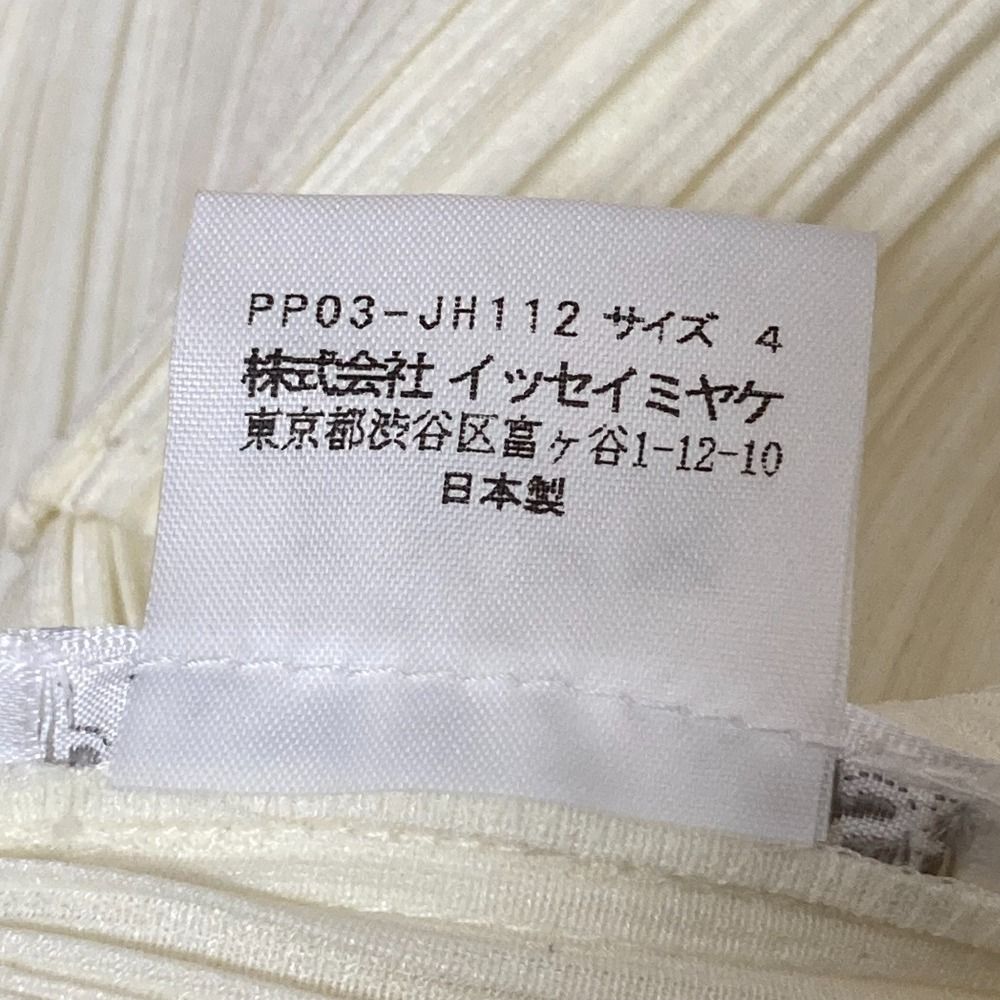 PP03-JH112 サイズ 4
株式会社 イッセイミヤケ
東京都渋谷区富ヶ谷1-12-10
日本製